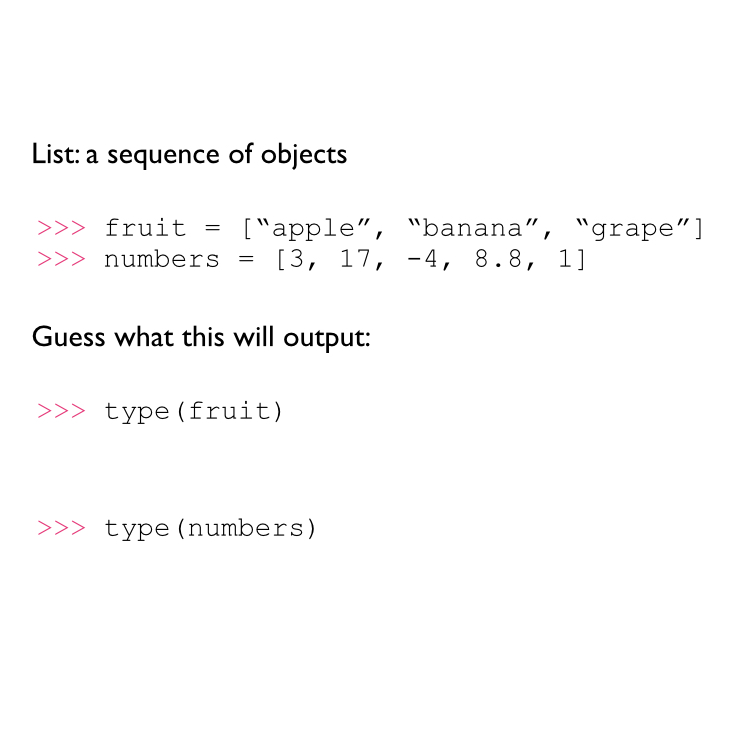 List: a sequence of objects
>>> fruit = [“apple”, “banana”, “grape”]
>>> numbers = [3, 17, -4, 8.8, 1]
Guess what this will output:
>>> type(fruit)
>>> type(numbers)